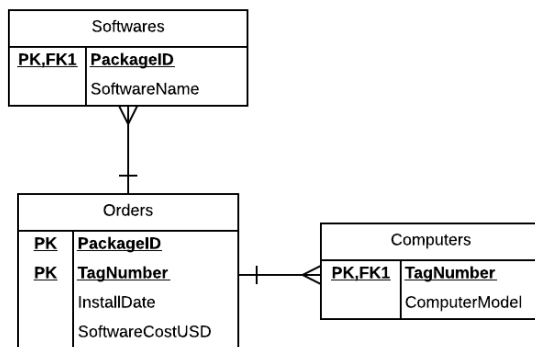 Softwares
PK,FK1 PackageID
SoftwareName
Orders
PK PackageID
PK TagNumber
InstallDate
SoftwareCostUSD
Computers
PK,FK1 TagNumber
ComputerModel